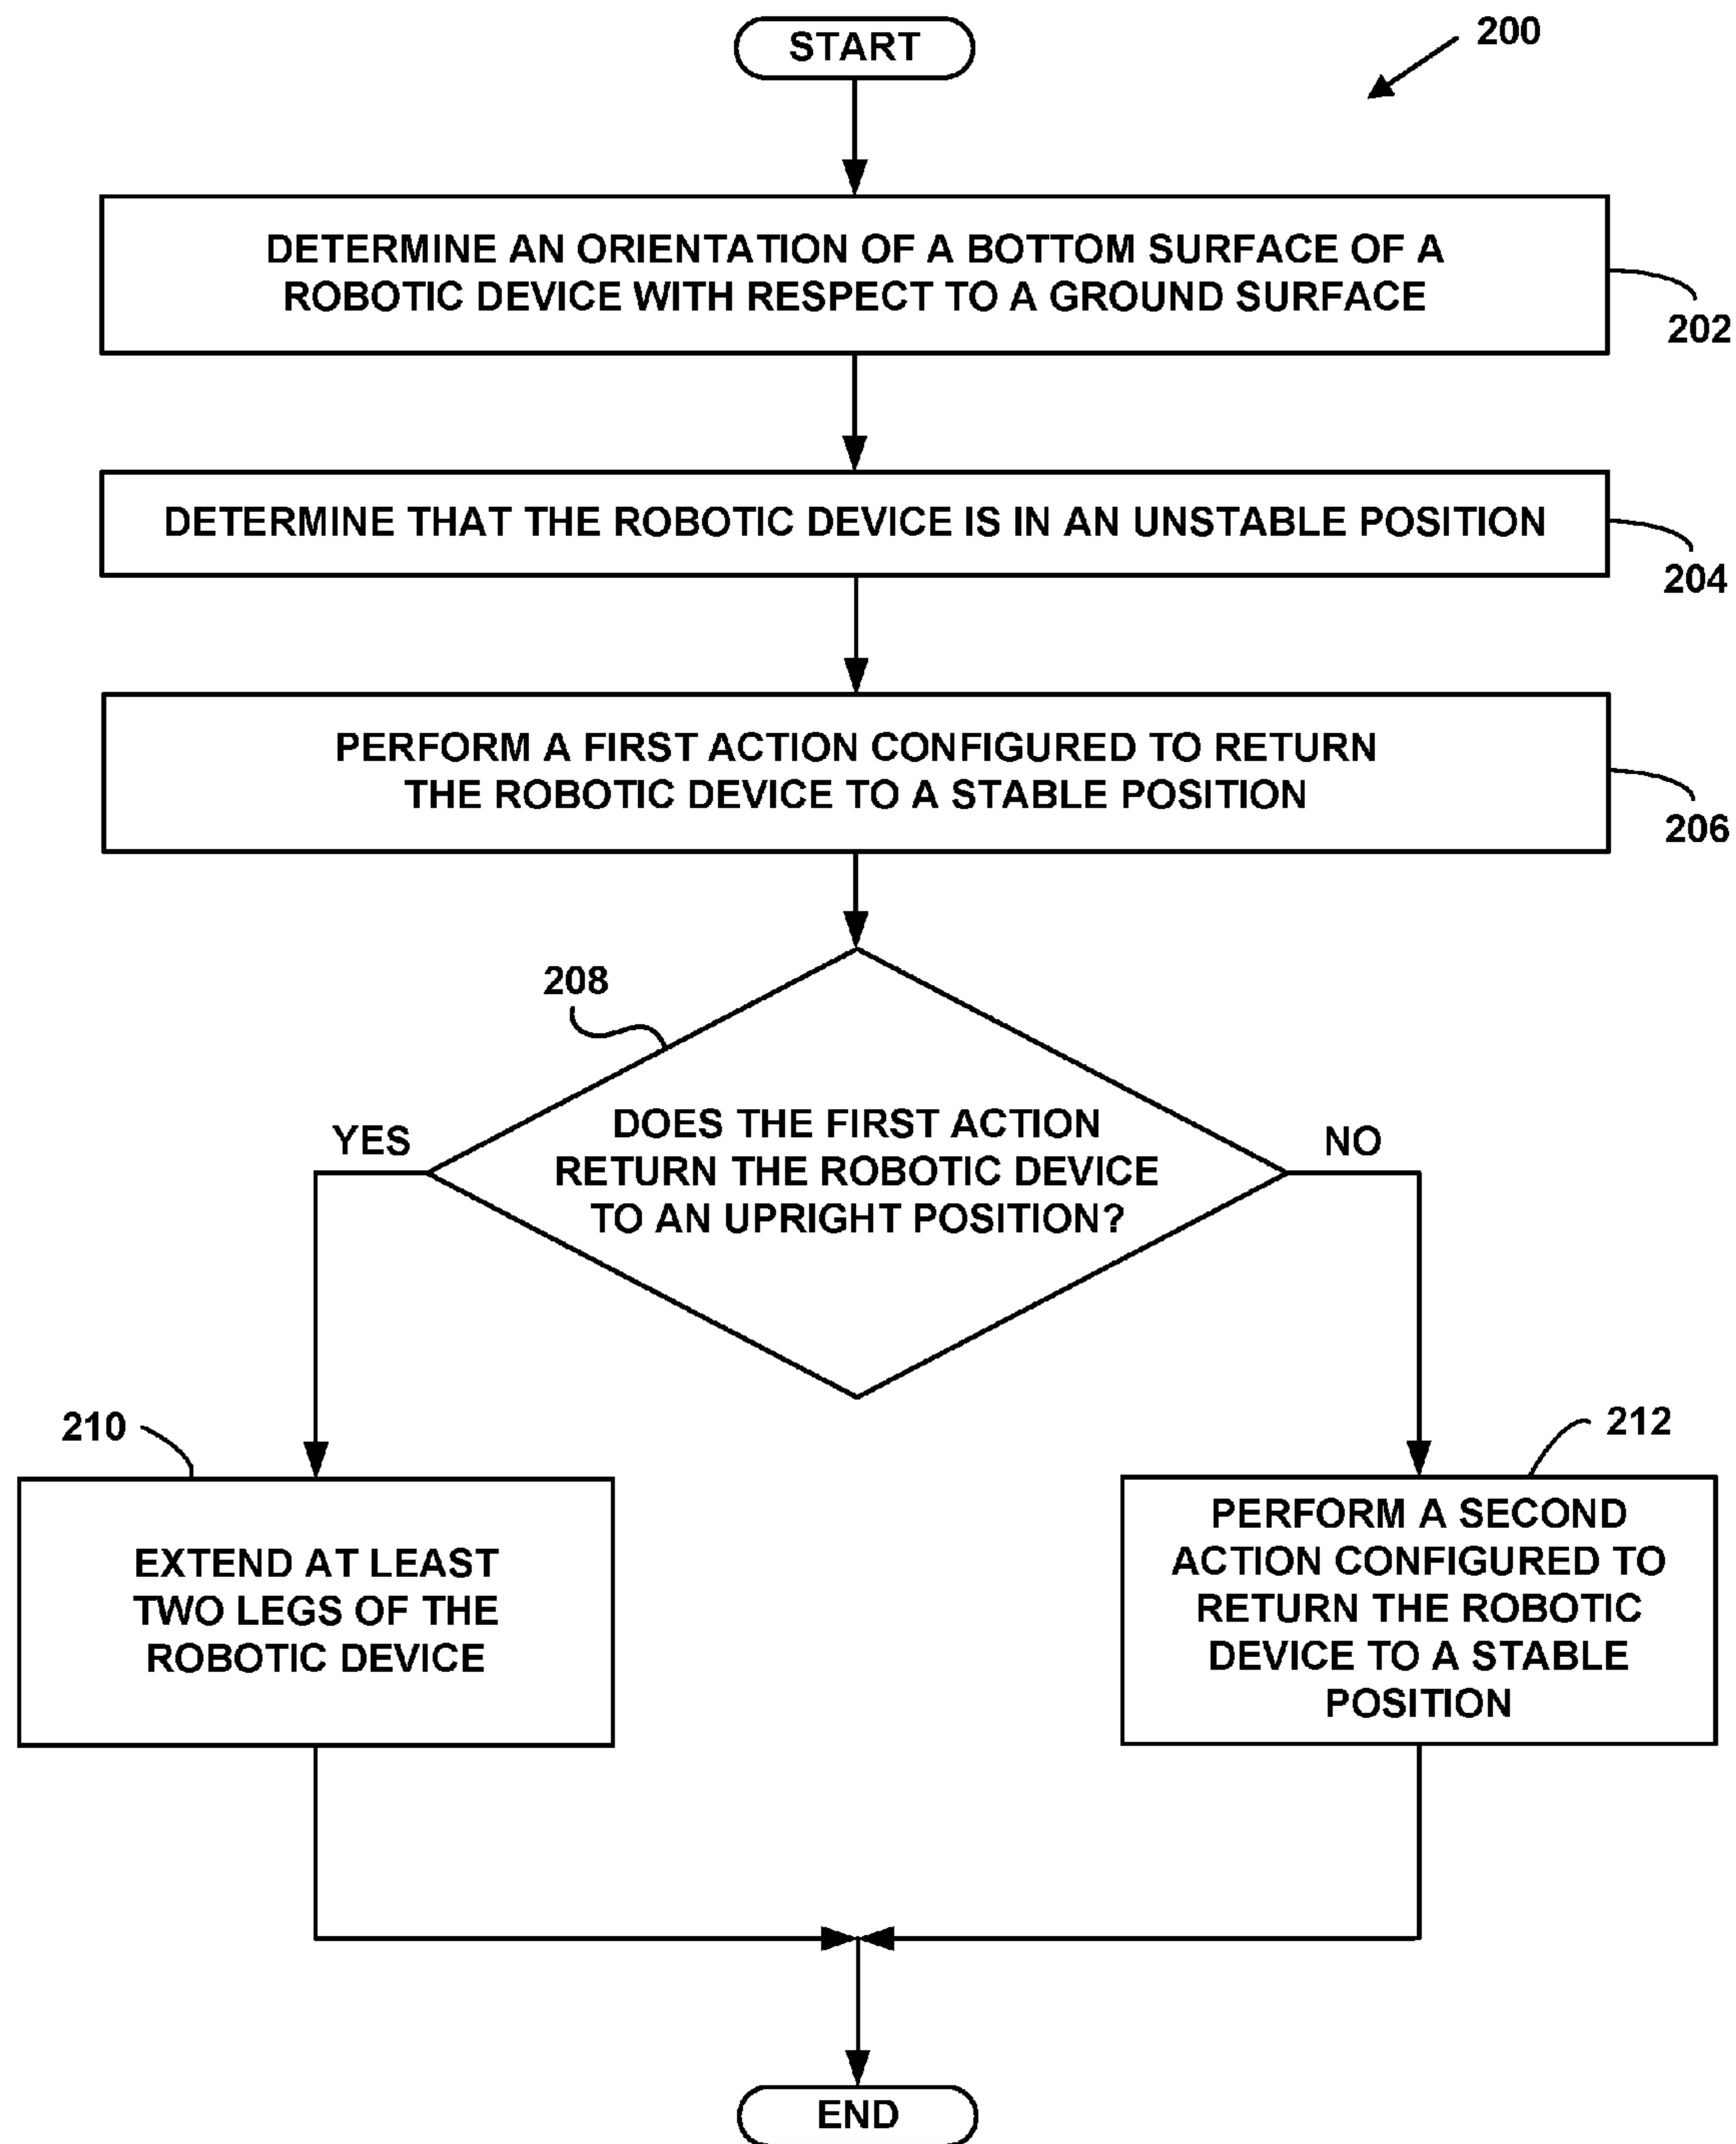 START
200
DETERMINE AN ORIENTATION OF A BOTTOM SURFACE OF A
ROBOTIC DEVICE WITH RESPECT TO A GROUND SURFACE
202
DETERMINE THAT THE ROBOTIC DEVICE IS IN AN UNSTABLE POSITION
204
PERFORM A FIRST ACTION CONFIGURED TO RETURN
THE ROBOTIC DEVICE TO A STABLE POSITION
206
208
DOES THE FIRST ACTION
RETURN THE ROBOTIC DEVICE
TO AN UPRIGHT POSITION?
YES
NO
210
EXTEND AT LEAST
TWO LEGS OF THE
ROBOTIC DEVICE
212
PERFORM A SECOND
ACTION CONFIGURED TO
RETURN THE ROBOTIC
DEVICE TO A STABLE
POSITION
END